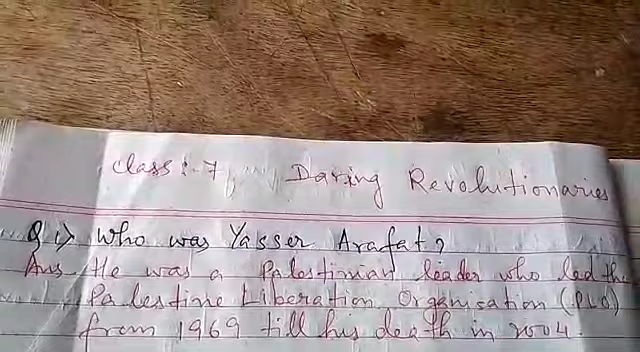 class :- 7, Daring Revolutionaries
Q 1> Who was Yasser Arafat?
Ans He was a Palestinian leader who led the
Palestine Liberation Organisation (PLO)
from 1969 till his death in 2004.